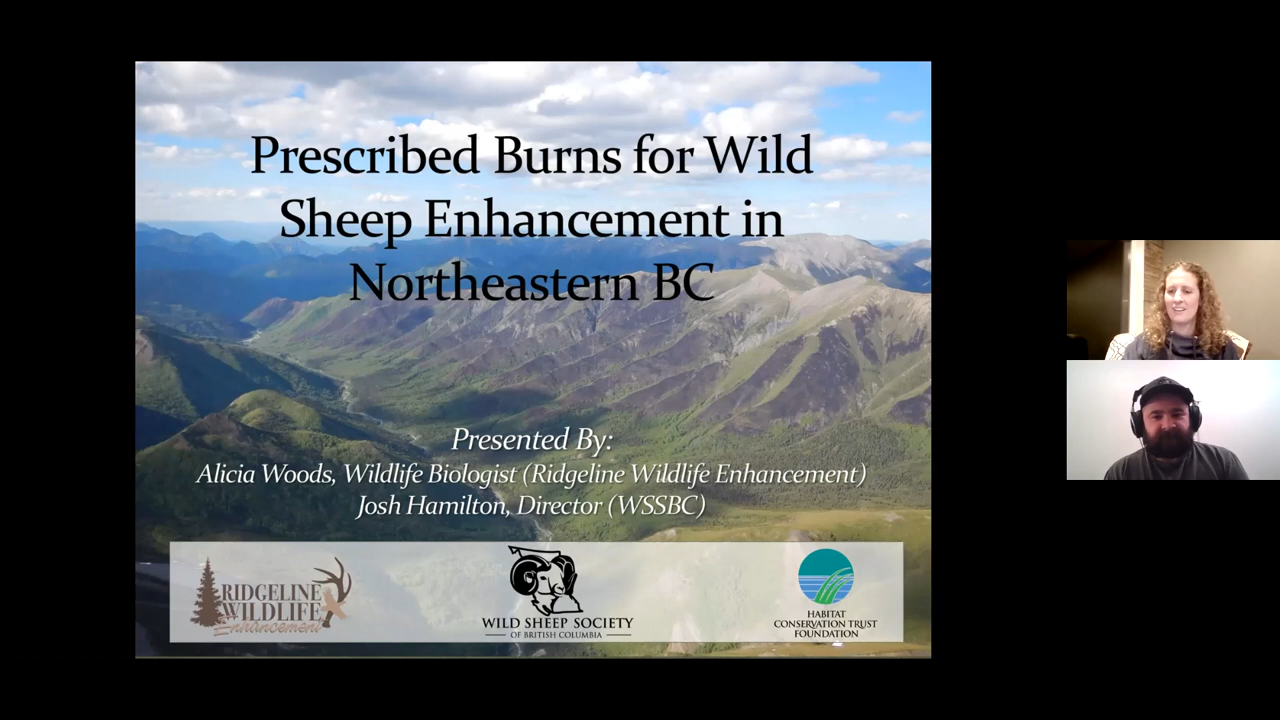 Prescribed Burns for Wild
Sheep Enhancement in
Northeastern BC
Presented By:
Alicia Woods, Wildlife Biologist (Ridgeline Wildlife Enhancement)
Josh Hamilton, Director (WSSBC)
RIDGELINE
WILDLIFE
Enhancement
WILD SHEEP SOCIETY
OF BRITISH COLUMBIA
HABITAT
CONSERVATION TRUST
FOUNDATION